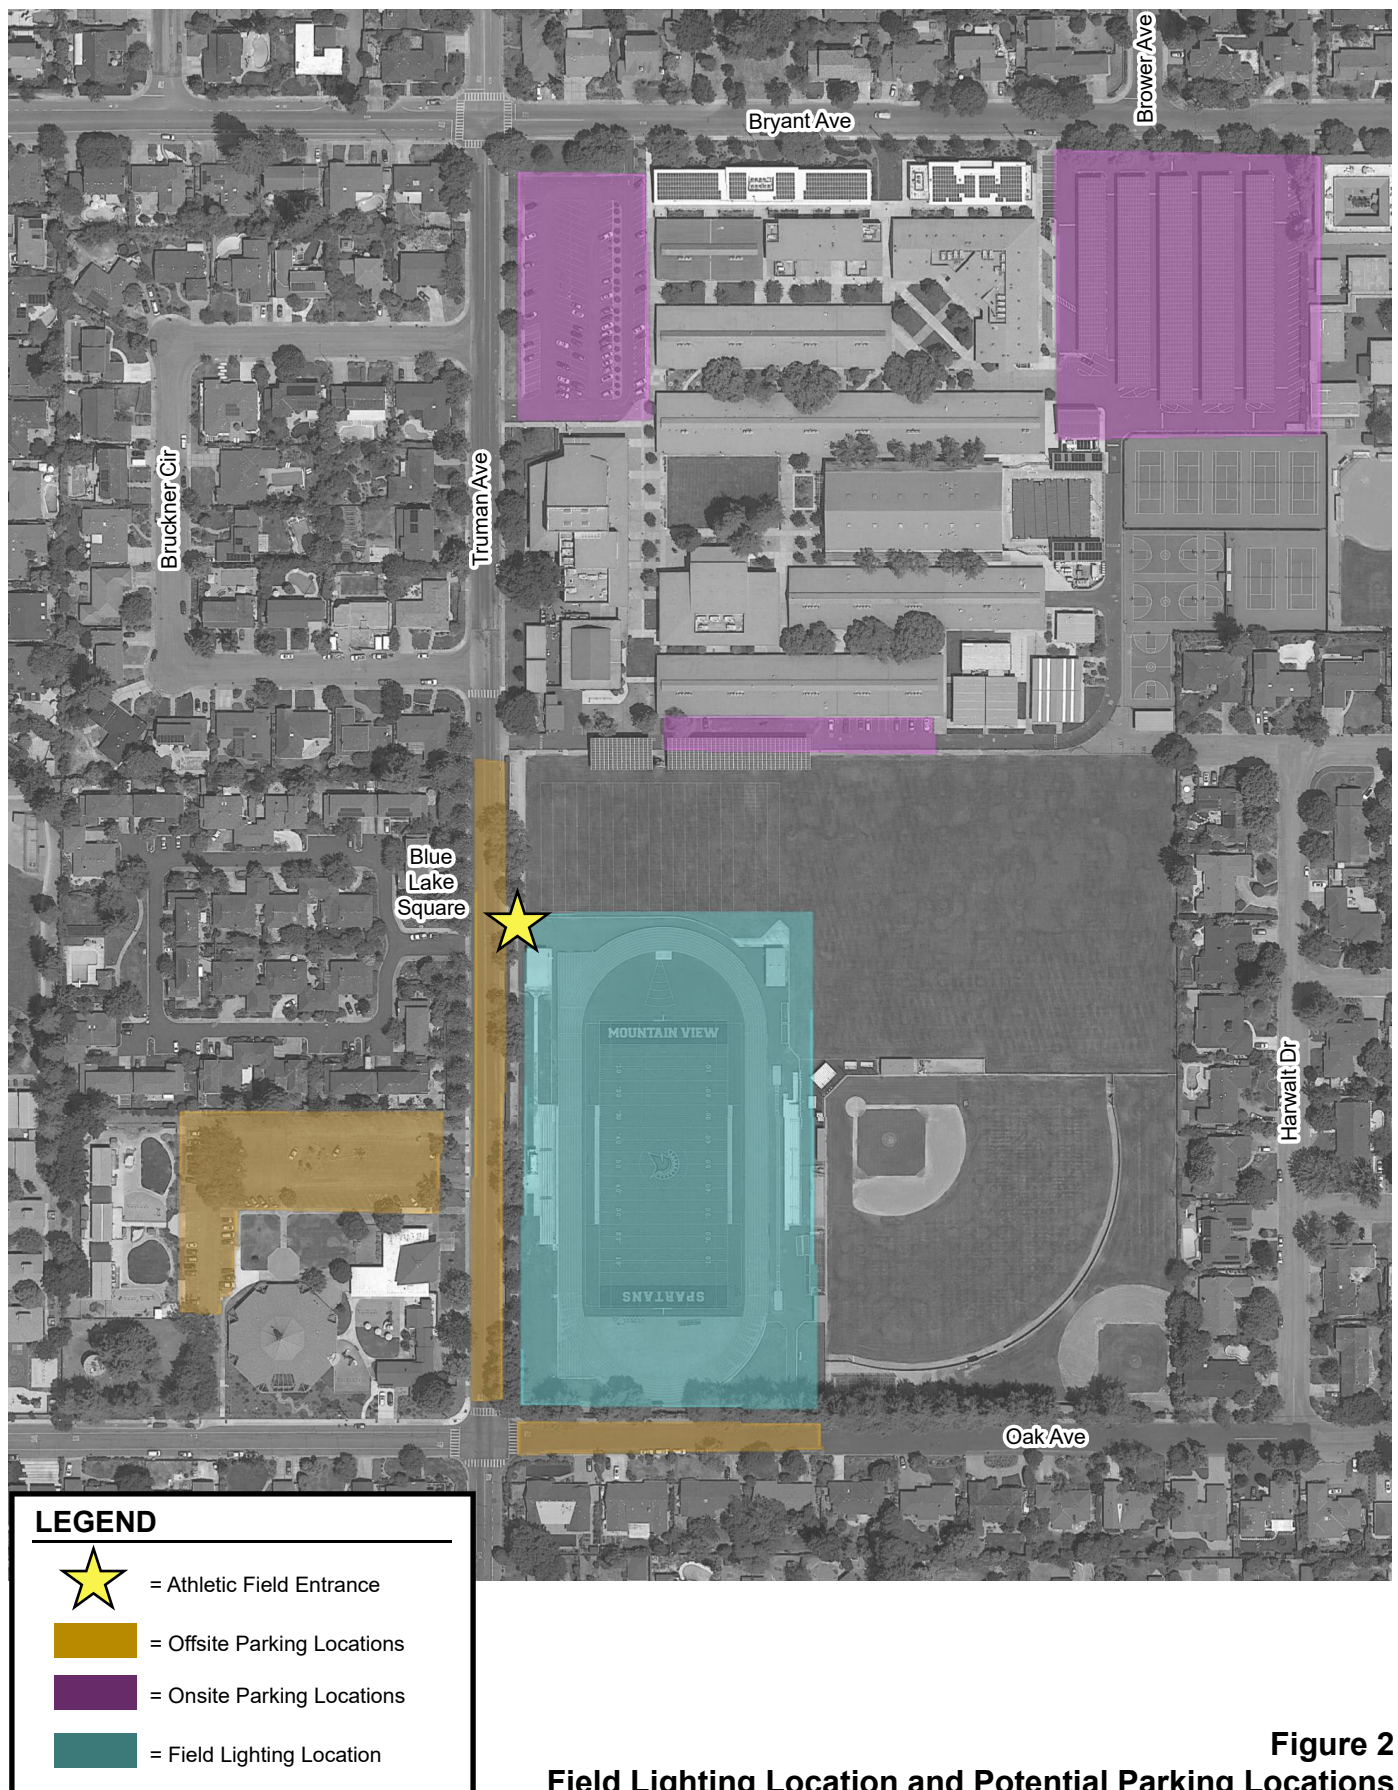 Brower Ave
Bryant Ave
Bruckner Cir
Truman Ave
Blue
Lake
Square
MOUNTAIN VIEW
Harwalt Dr
SPARTANS
Oak Ave
LEGEND
= Athletic Field Entrance
= Offsite Parking Locations
= Onsite Parking Locations
= Field Lighting Location
Figure 2
Field Lighting Location and Potential Parking Locations